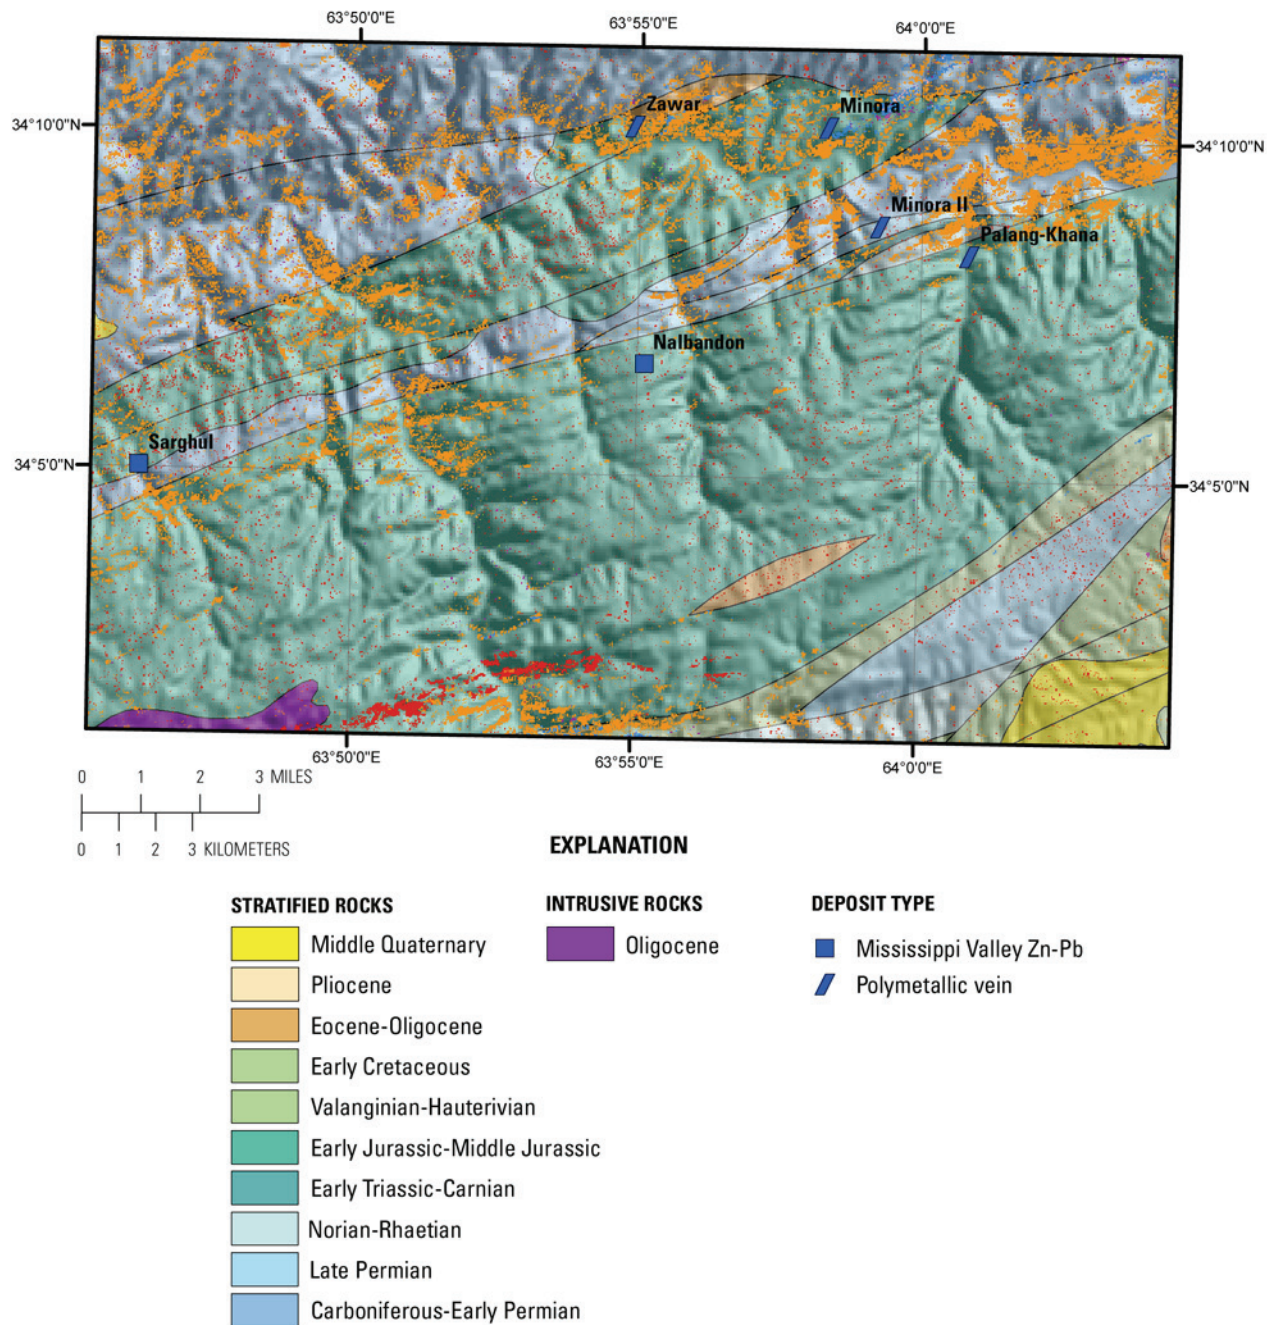 63°50'0"E 63°55'0"E 64°0'0"E
34°10'0"N
34°10'0"N
Zawar
Minora
Minora II
Palang-Khana
Nalbandon
Sarghul
34°5'0"N
34°5'0"N
63°50'0"E 63°55'0"E 64°0'0"E
0 1 2 3 MILES
0 1 2 3 KILOMETERS
EXPLANATION
STRATIFIED ROCKS
Middle Quaternary
Pliocene
Eocene-Oligocene
Early Cretaceous
Valanginian-Hauterivian
Early Jurassic-Middle Jurassic
Early Triassic-Carnian
Norian-Rhaetian
Late Permian
Carboniferous-Early Permian
INTRUSIVE ROCKS
Oligocene
DEPOSIT TYPE
Mississippi Valley Zn-Pb
Polymetallic vein